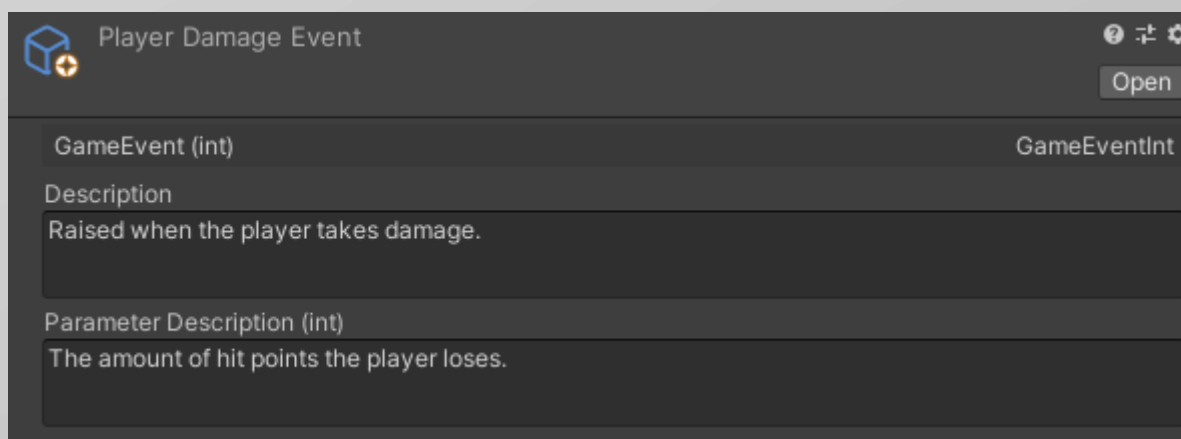 Player Damage Event
Open
GameEvent (int) GameEventInt
Description
Raised when the player takes damage.
Parameter Description (int)
The amount of hit points the player loses.